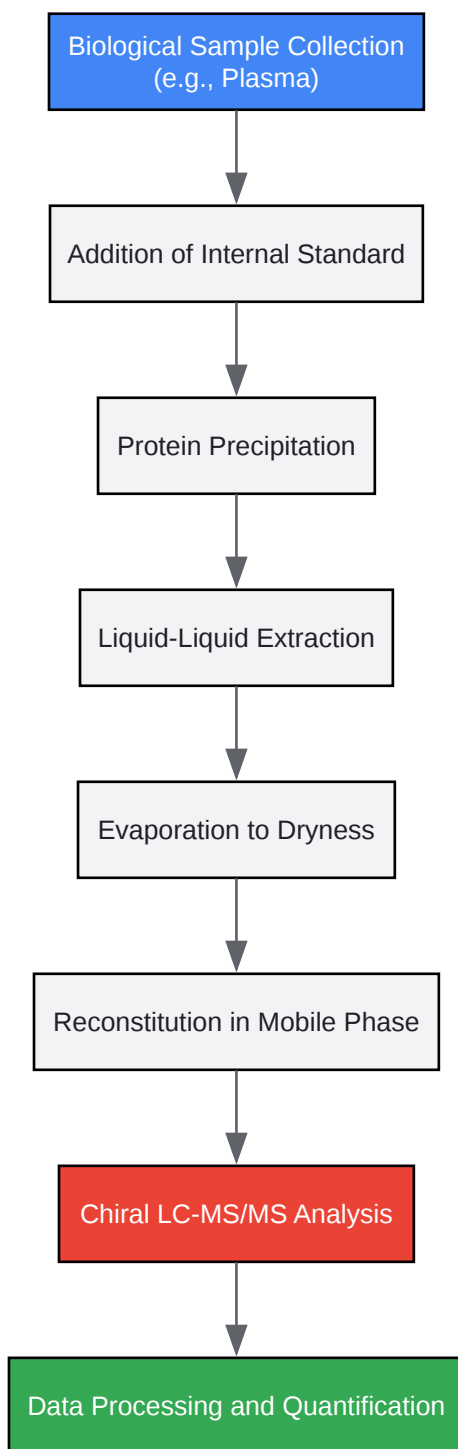 Biological Sample Collection
(e.g., Plasma)
Addition of Internal Standard
Protein Precipitation
Liquid-Liquid Extraction
Evaporation to Dryness
Reconstitution in Mobile Phase
Chiral LC-MS/MS Analysis
Data Processing and Quantification